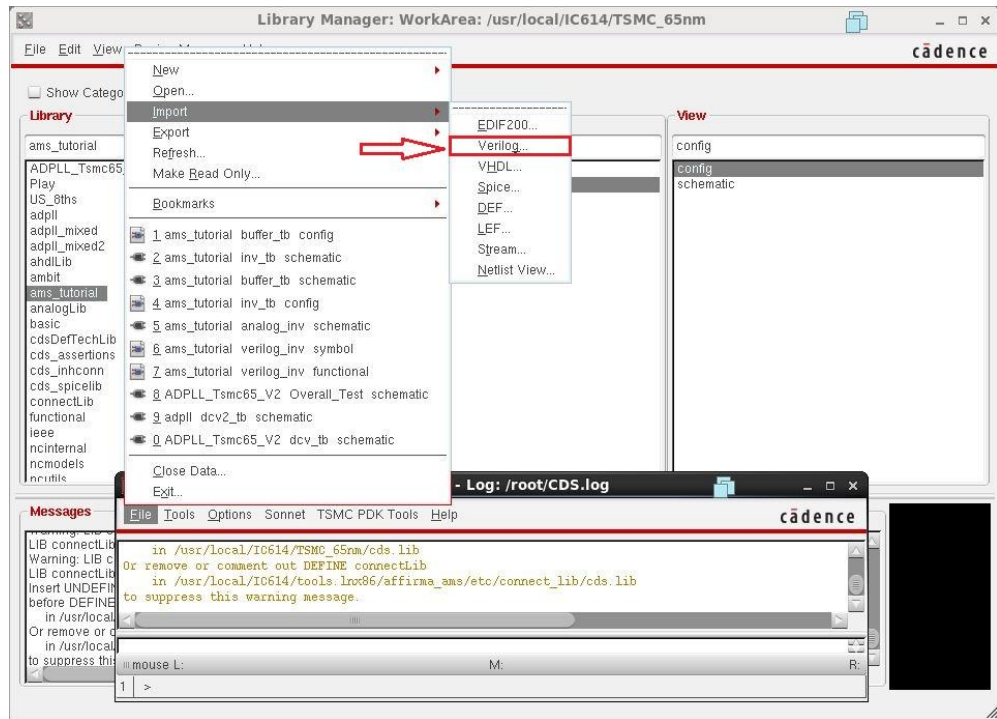 Library Manager: WorkArea: /usr/local/IC614/TSMC_65nm
File Edit View
cādence
Show Catego
Library
ams_tutorial
ADPLL_Tsmc65
Play
US_8ths
adpll
adpll_mixed
adpll_mixed2
ahdlLib
ambit
ams_tutorial
analogLib
basic
cdsDefTechLib
cds_assertions
cds_inhconn
cds_spicelib
connectLib
functional
ieee
ncinternal
ncmodels
ncutils
New
Open...
Import
Export
Refresh...
Make Read Only...
Bookmarks
1 ams_tutorial buffer_tb config
2 ams_tutorial inv_tb schematic
3 ams_tutorial buffer_tb schematic
4 ams_tutorial inv_tb config
5 ams_tutorial analog_inv schematic
6 ams_tutorial verilog_inv symbol
7 ams_tutorial verilog_inv functional
8 ADPLL_Tsmc65_V2 Overall_Test schematic
9 adpll dcv2_tb schematic
0 ADPLL_Tsmc65_V2 dcv_tb schematic
Close Data...
Exit...
EDIF200...
Verilog...
VHDL...
Spice...
DEF...
LEF...
Stream...
Netlist View...
View
config
config
schematic
Messages
LIB connectLib
Warning: LIB c
LIB connectLib
Insert UNDEFIN
before DEFINE
in /usr/local
Or remove or c
in /usr/local
to suppress this
- Log: /root/CDS.log
File Tools Options Sonnet TSMC PDK Tools Help
cādence
in /usr/local/IC614/TSMC_65nm/cds.lib
Or remove or comment out DEFINE connectLib
in /usr/local/IC614/tools.lnx86/affirma_ams/etc/connect_lib/cds.lib
to suppress this warning message.
mouse L: M: R:
1 >